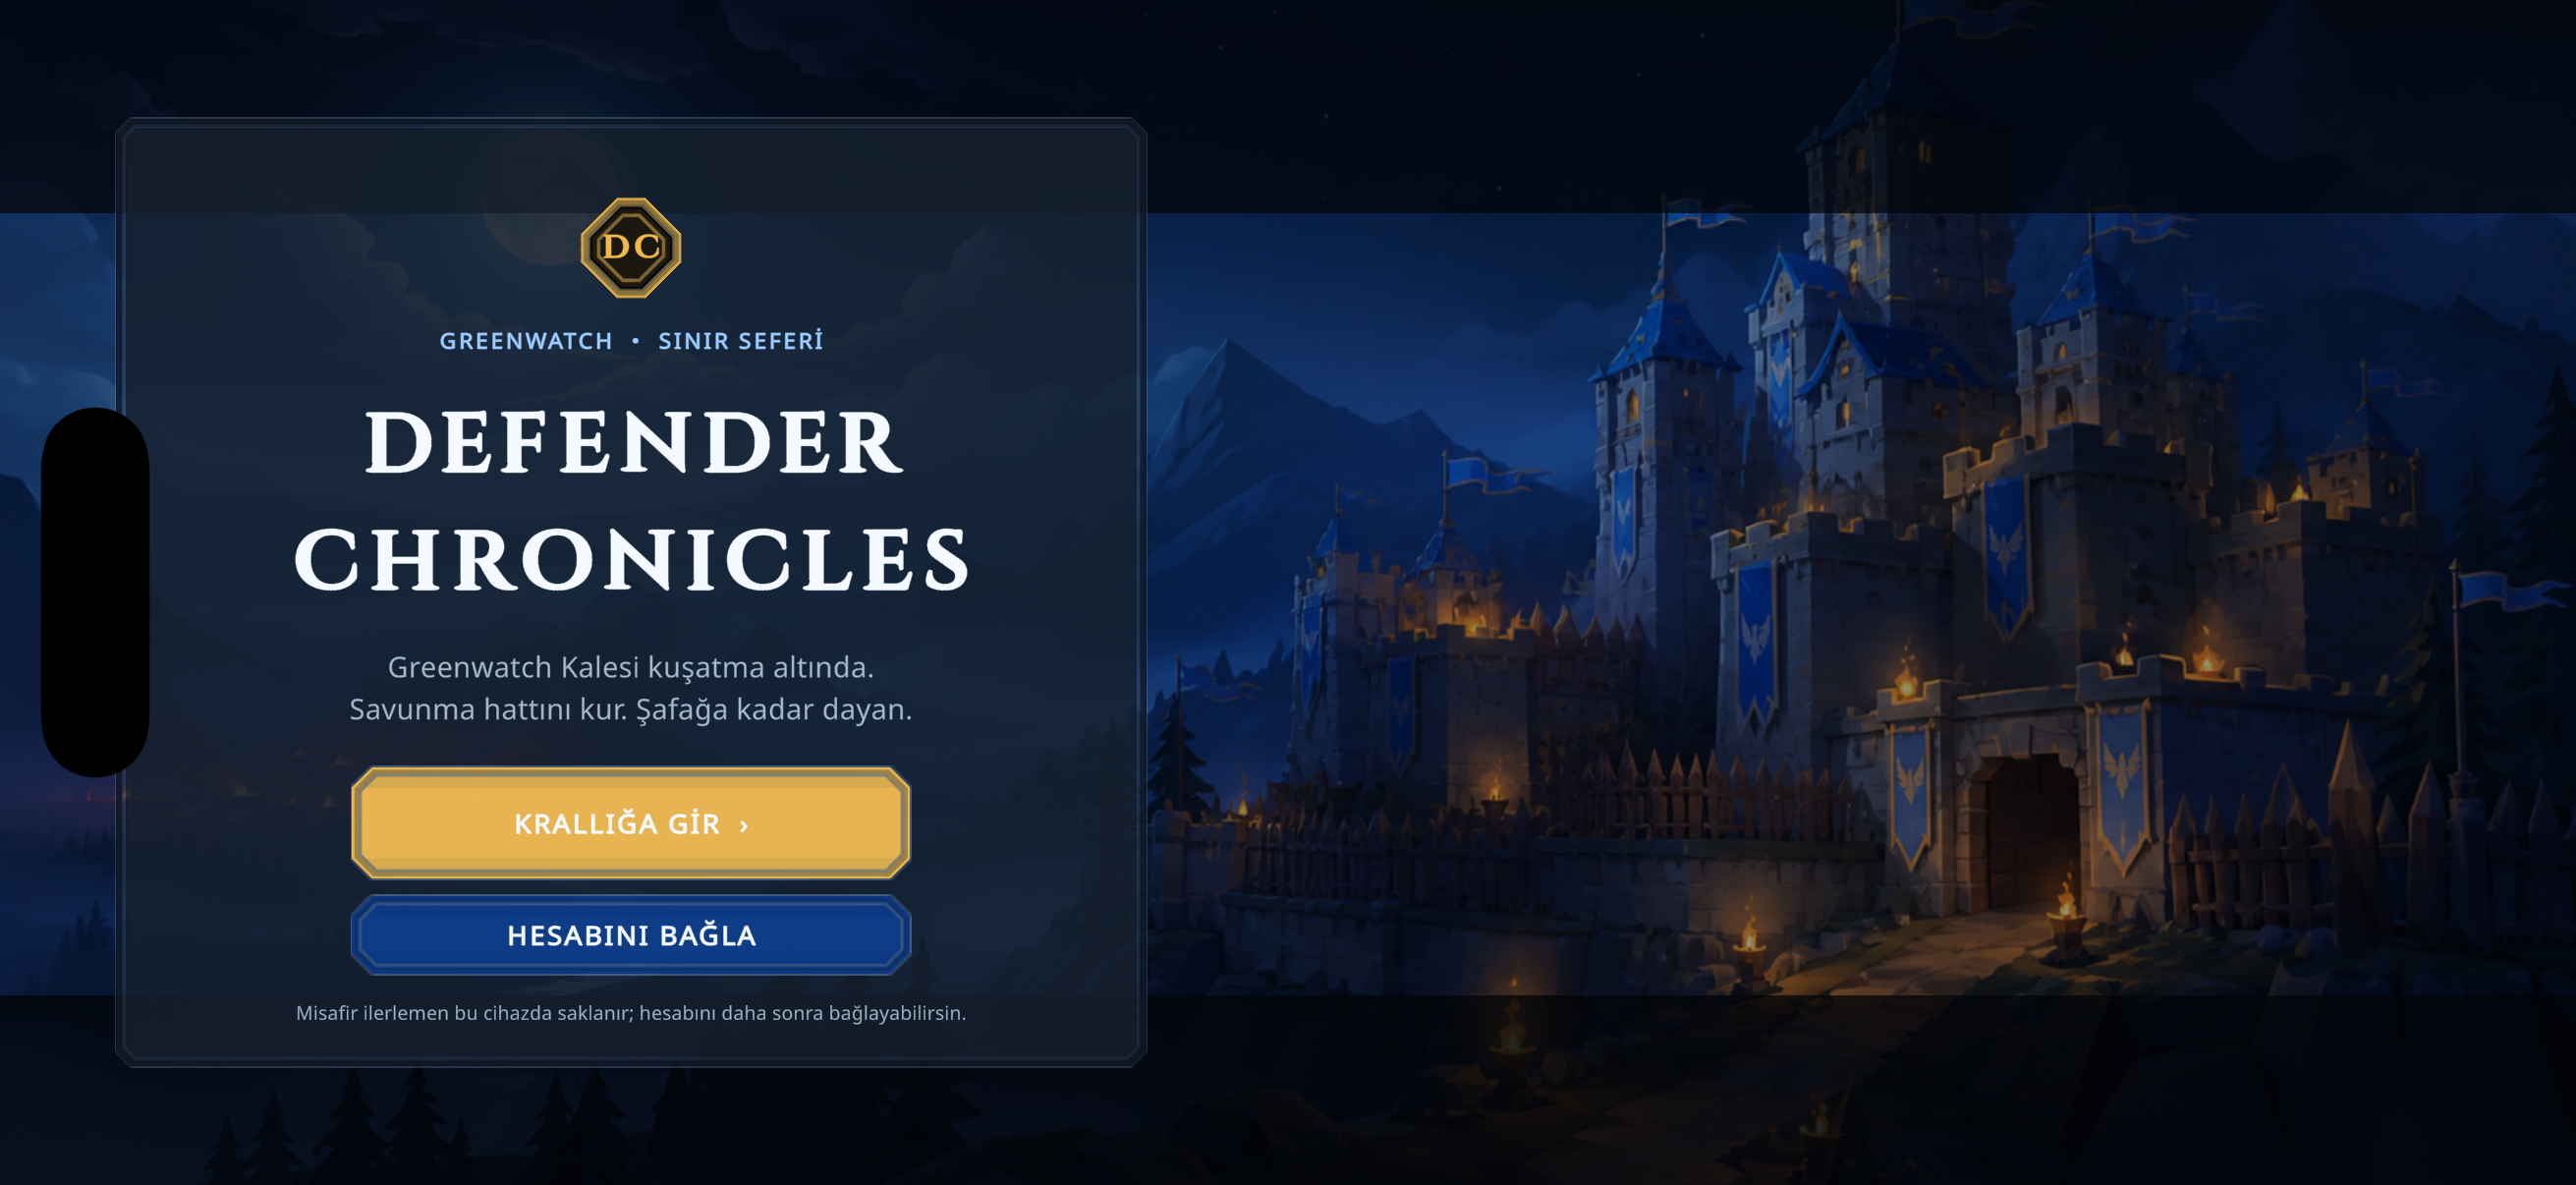 DC
GREENWATCH • SINIR SEFERİ
DEFENDER
CHRONICLES
Greenwatch Kalesi kuşatma altında.
Savunma hattını kur. Şafağa kadar dayan.
KRALLIĞA GİR ›
HESABINI BAĞLA
Misafir ilerlemen bu cihazda saklanır; hesabını daha sonra bağlayabilirsin.